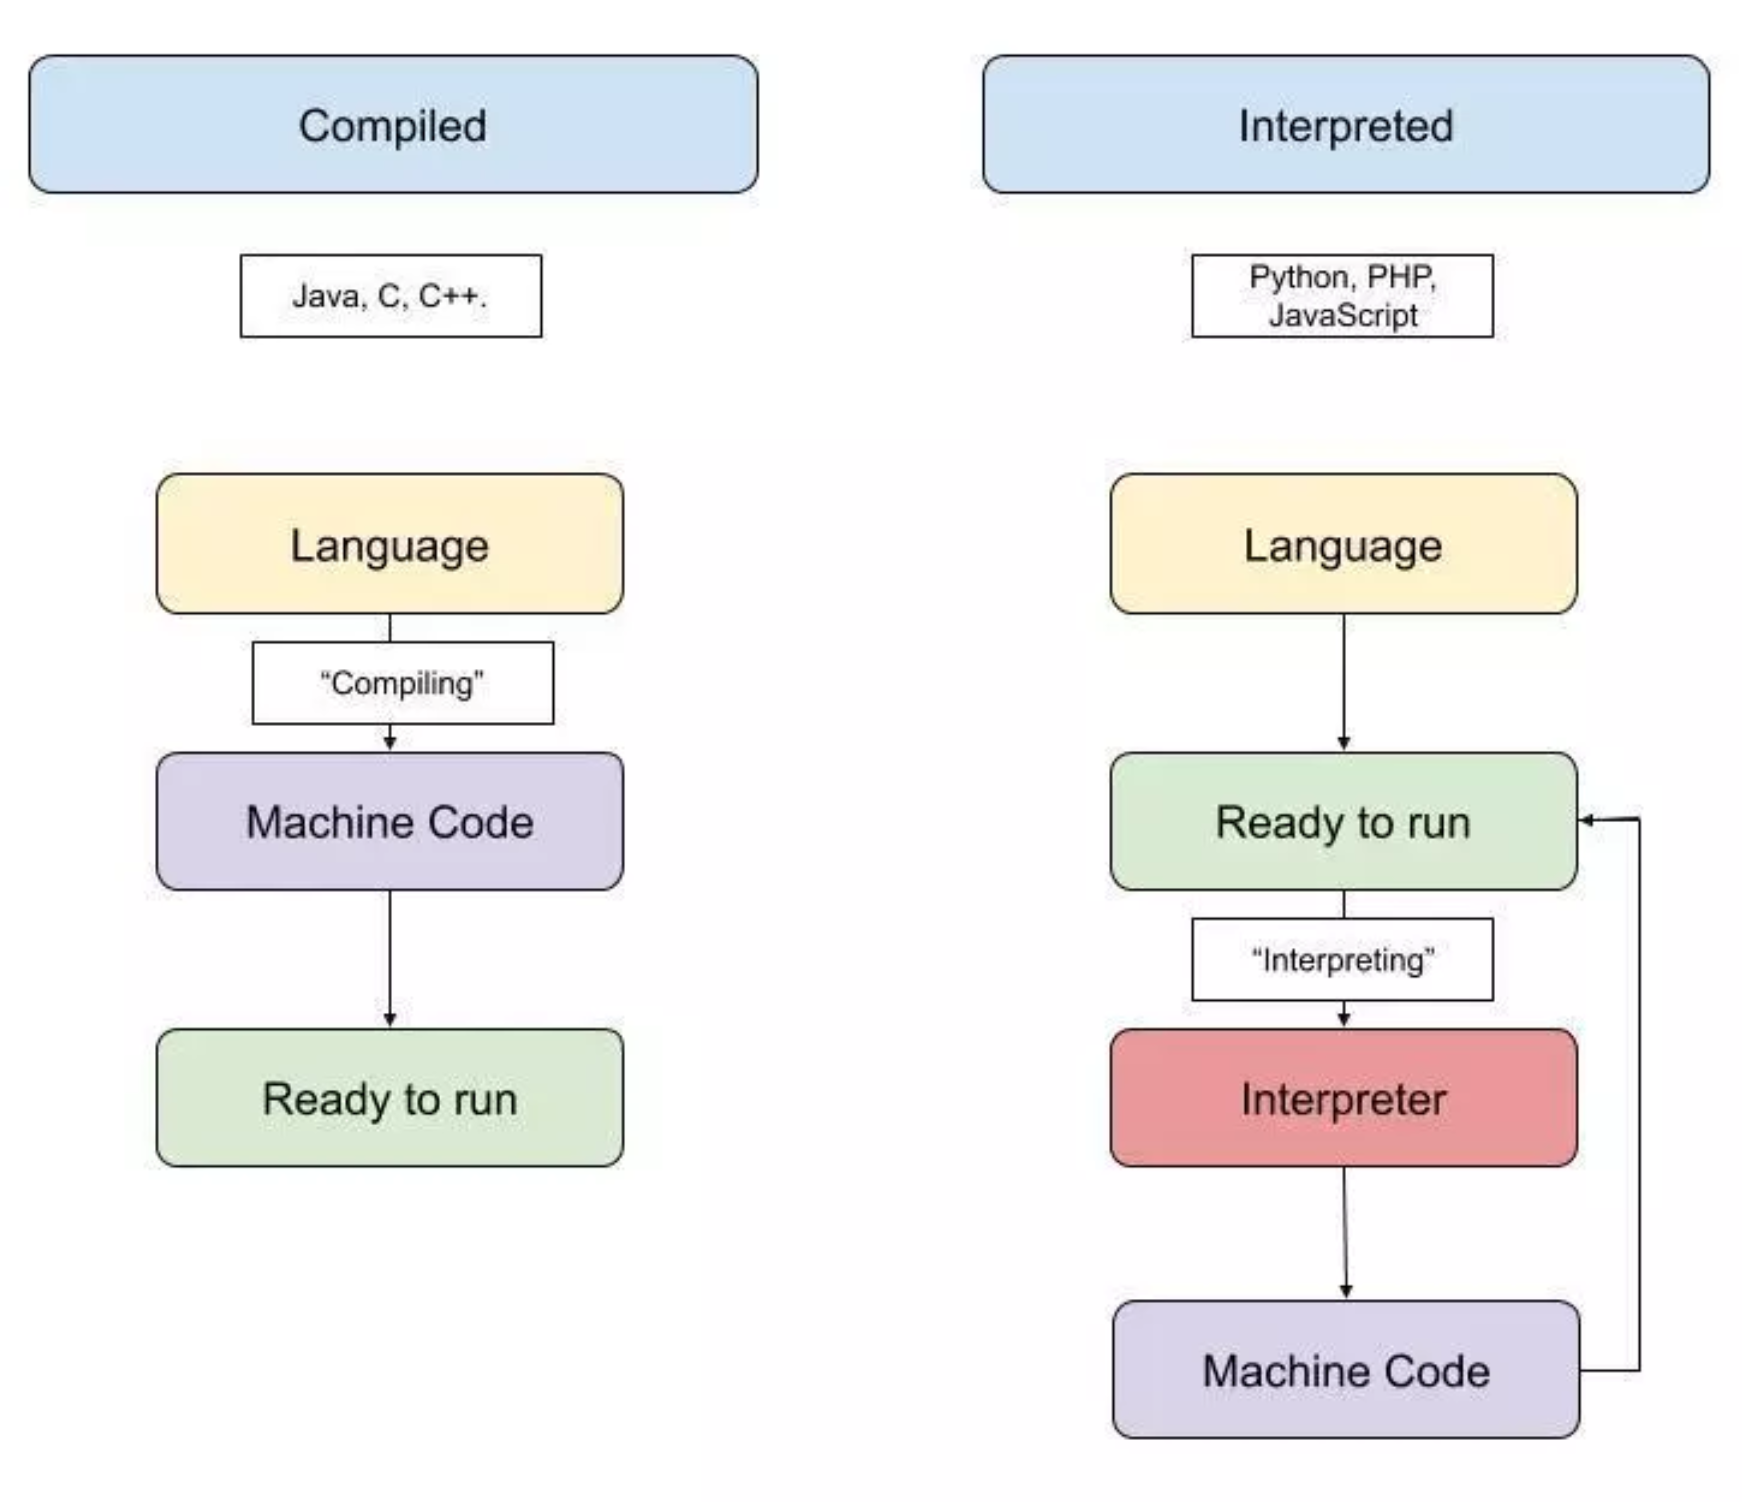 Compiled
Java, C, C++.
Language
“Compiling”
Machine Code
Ready to run
Interpreted
Python, PHP,
JavaScript
Language
Ready to run
“Interpreting”
Interpreter
Machine Code